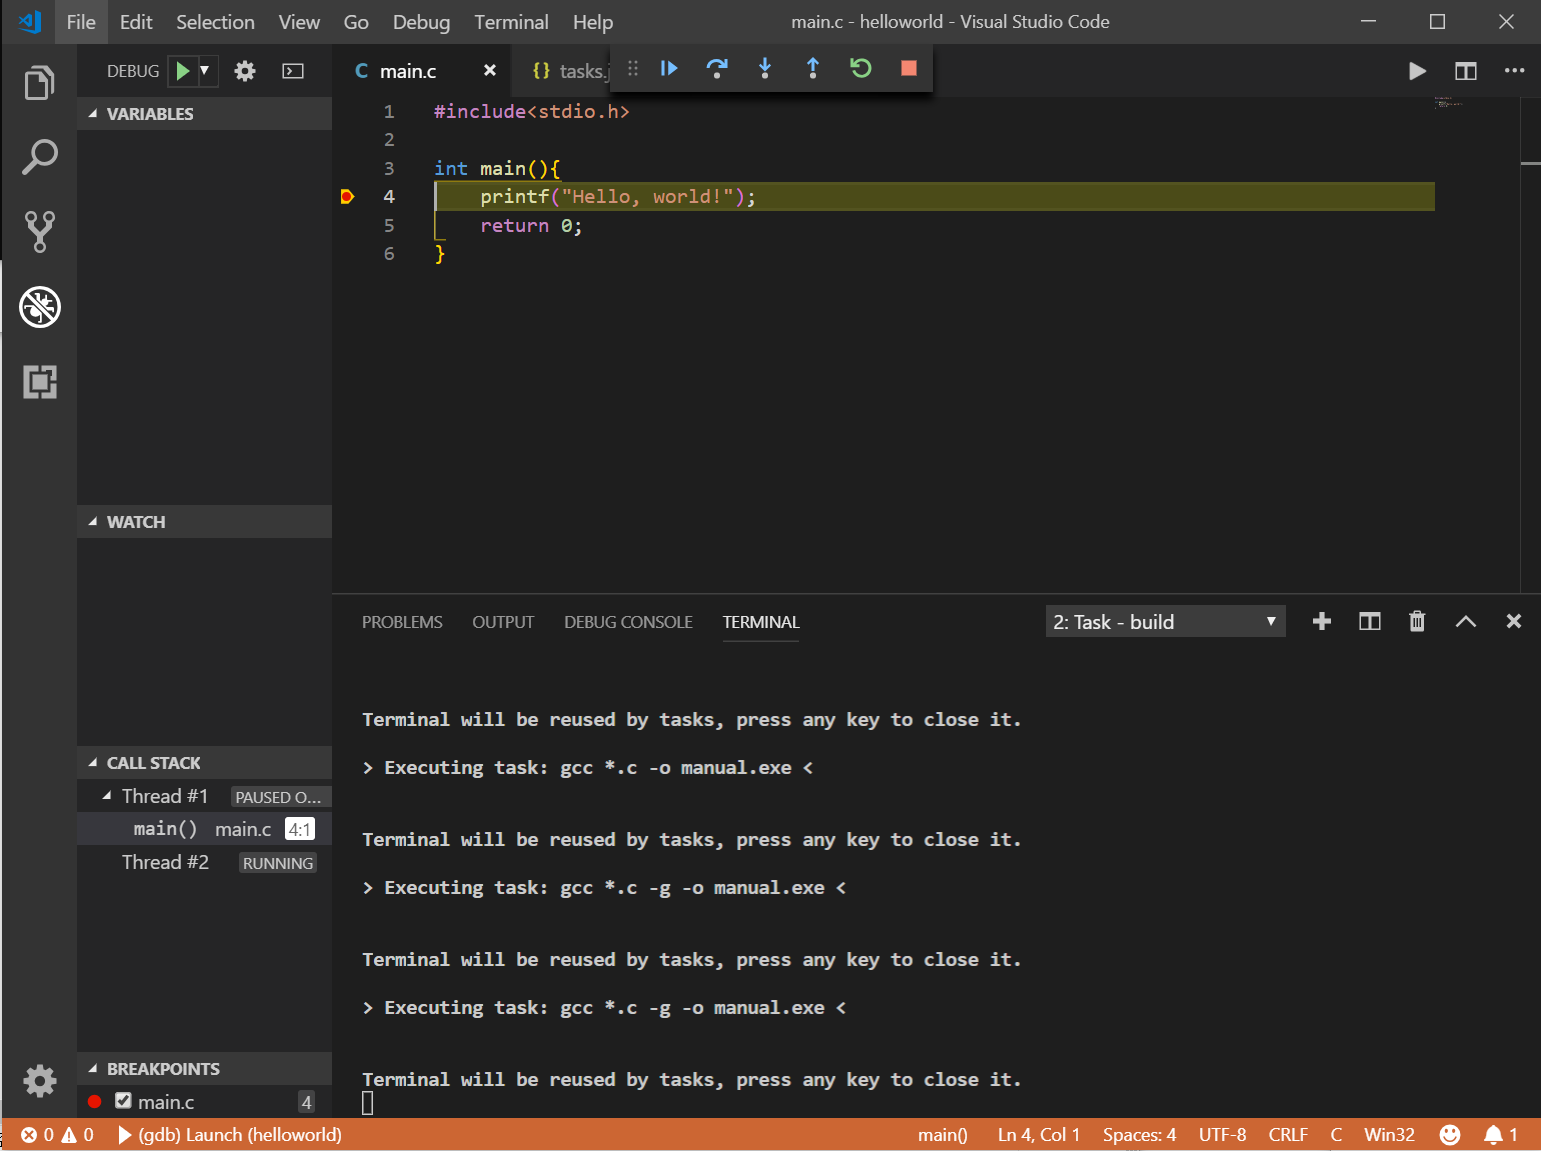 File Edit Selection View Go Debug Terminal Help main.c - helloworld - Visual Studio Code
DEBUG
VARIABLES
WATCH
CALL STACK
Thread #1 PAUSED O...
main() main.c 4:1
Thread #2 RUNNING
BREAKPOINTS
main.c 4
C main.c {} tasks.j
1 #include<stdio.h>
2
3 int main(){
4 printf("Hello, world!");
5 return 0;
6 }
PROBLEMS OUTPUT DEBUG CONSOLE TERMINAL 2: Task - build
Terminal will be reused by tasks, press any key to close it.
> Executing task: gcc *.c -o manual.exe <
Terminal will be reused by tasks, press any key to close it.
> Executing task: gcc *.c -g -o manual.exe <
Terminal will be reused by tasks, press any key to close it.
> Executing task: gcc *.c -g -o manual.exe <
Terminal will be reused by tasks, press any key to close it.
0 0 (gdb) Launch (helloworld) main() Ln 4, Col 1 Spaces: 4 UTF-8 CRLF C Win32 1